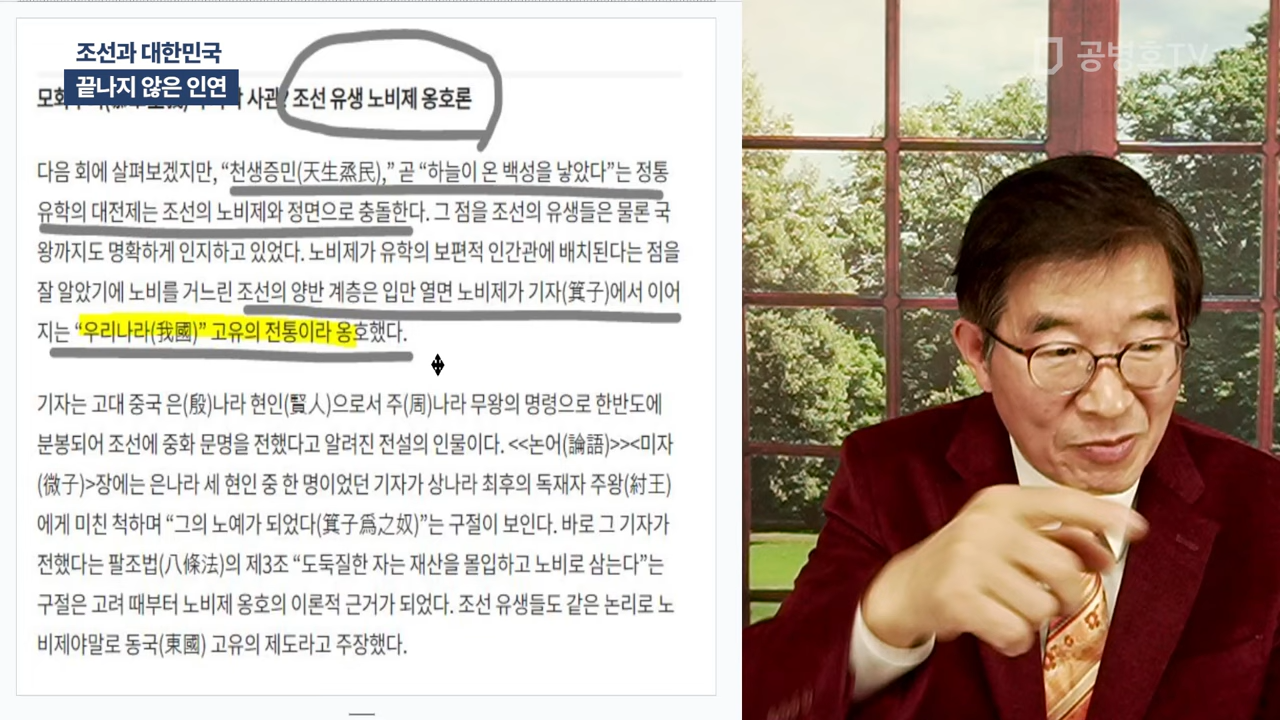 조선과 대한민국
끝나지 않은 인연
공병호TV
사관? 조선 유생 노비제 옹호론
다음 회에 살펴보겠지만, “천생증민(天生蒸民),” 곧 “하늘이 온 백성을 낳았다”는 정통
유학의 대전제는 조선의 노비제와 정면으로 충돌한다. 그 점을 조선의 유생들은 물론 국
왕까지도 명확하게 인지하고 있었다. 노비제가 유학의 보편적 인간관에 배치된다는 점을
잘 알았기에 노비를 거느린 조선의 양반 계층은 입만 열면 노비제가 기자(箕子)에서 이어
지는 “우리나라(我國)” 고유의 전통이라 옹호했다.
기자는 고대 중국 은(殷)나라 현인(賢人)으로서 주(周)나라 무왕의 명령으로 한반도에
분봉되어 조선에 중화 문명을 전했다고 알려진 전설의 인물이다. <<논어(論語)>><미자
(微子)>장에는 은나라 세 현인 중 한 명이었던 기자가 상나라 최후의 독재자 주왕(紂王)
에게 미친 척하며 “그의 노예가 되었다(箕子爲之奴)”는 구절이 보인다. 바로 그 기자가
전했다는 팔조법(八條法)의 제3조 “도둑질한 자는 재산을 몰입하고 노비로 삼는다”는
구절은 고려 때부터 노비제 옹호의 이론적 근거가 되었다. 조선 유생들도 같은 논리로 노
비제야말로 동국(東國) 고유의 제도라고 주장했다.